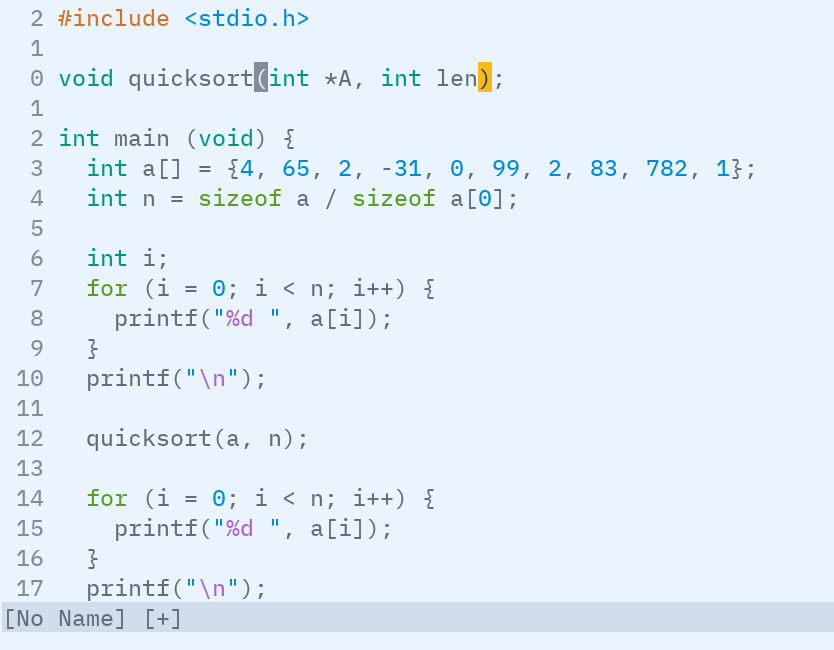 2 #include <stdio.h>
1
0 void quicksort(int *A, int len);
1
2 int main (void) {
3   int a[] = {4, 65, 2, -31, 0, 99, 2, 83, 782, 1};
4   int n = sizeof a / sizeof a[0];
5
6   int i;
7   for (i = 0; i < n; i++) {
8     printf("%d ", a[i]);
9   }
10   printf("\n");
11
12   quicksort(a, n);
13
14   for (i = 0; i < n; i++) {
15     printf("%d ", a[i]);
16   }
17   printf("\n");
[No Name] [+]